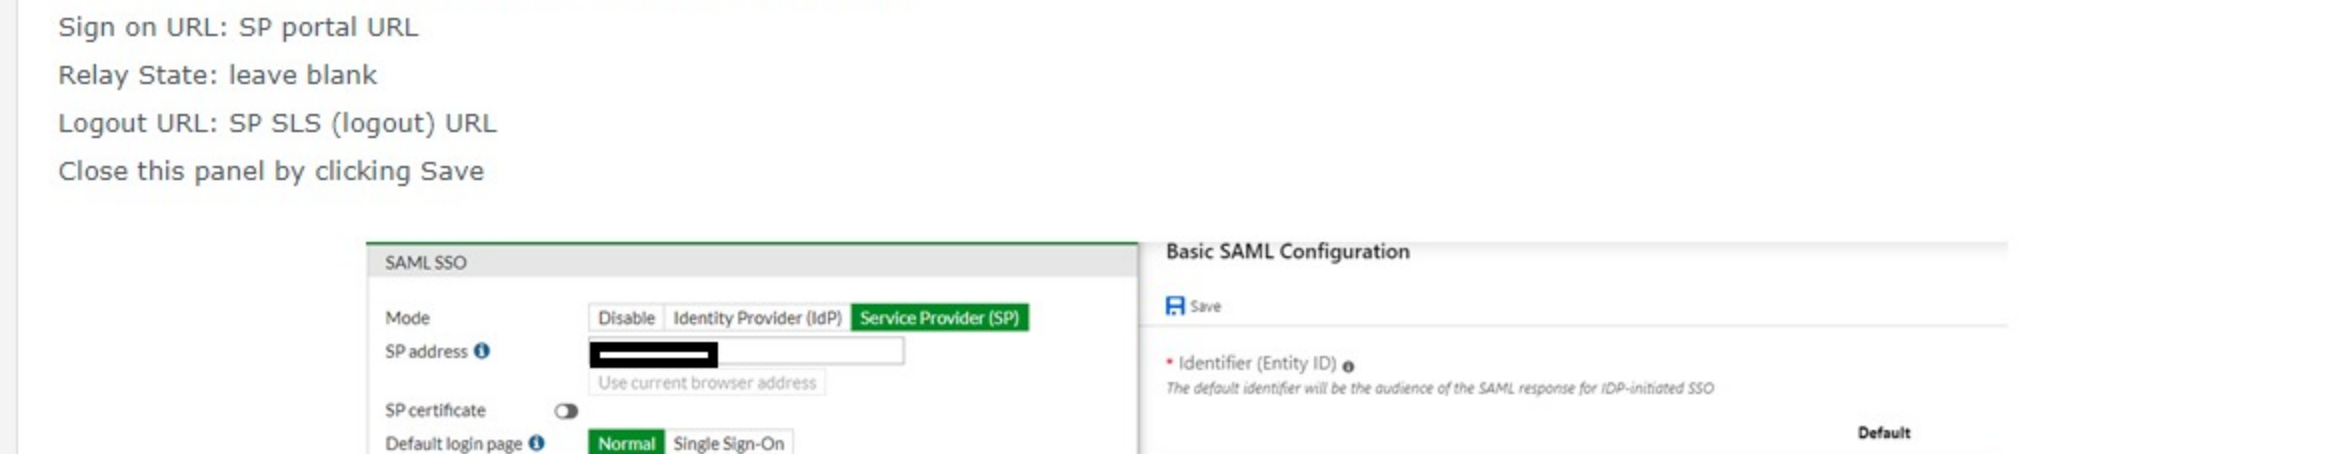 Sign on URL: SP portal URL
Relay State: leave blank
Logout URL: SP SLS (logout) URL
Close this panel by clicking Save
SAML SSO
Mode Disable Identity Provider (IdP) Service Provider (SP)
SP address
Use current browser address
SP certificate
Default login page Normal Single Sign-On
Basic SAML Configuration
Save
* Identifier (Entity ID)
The default identifier will be the audience of the SAML response for IDP-initiated SSO
Default